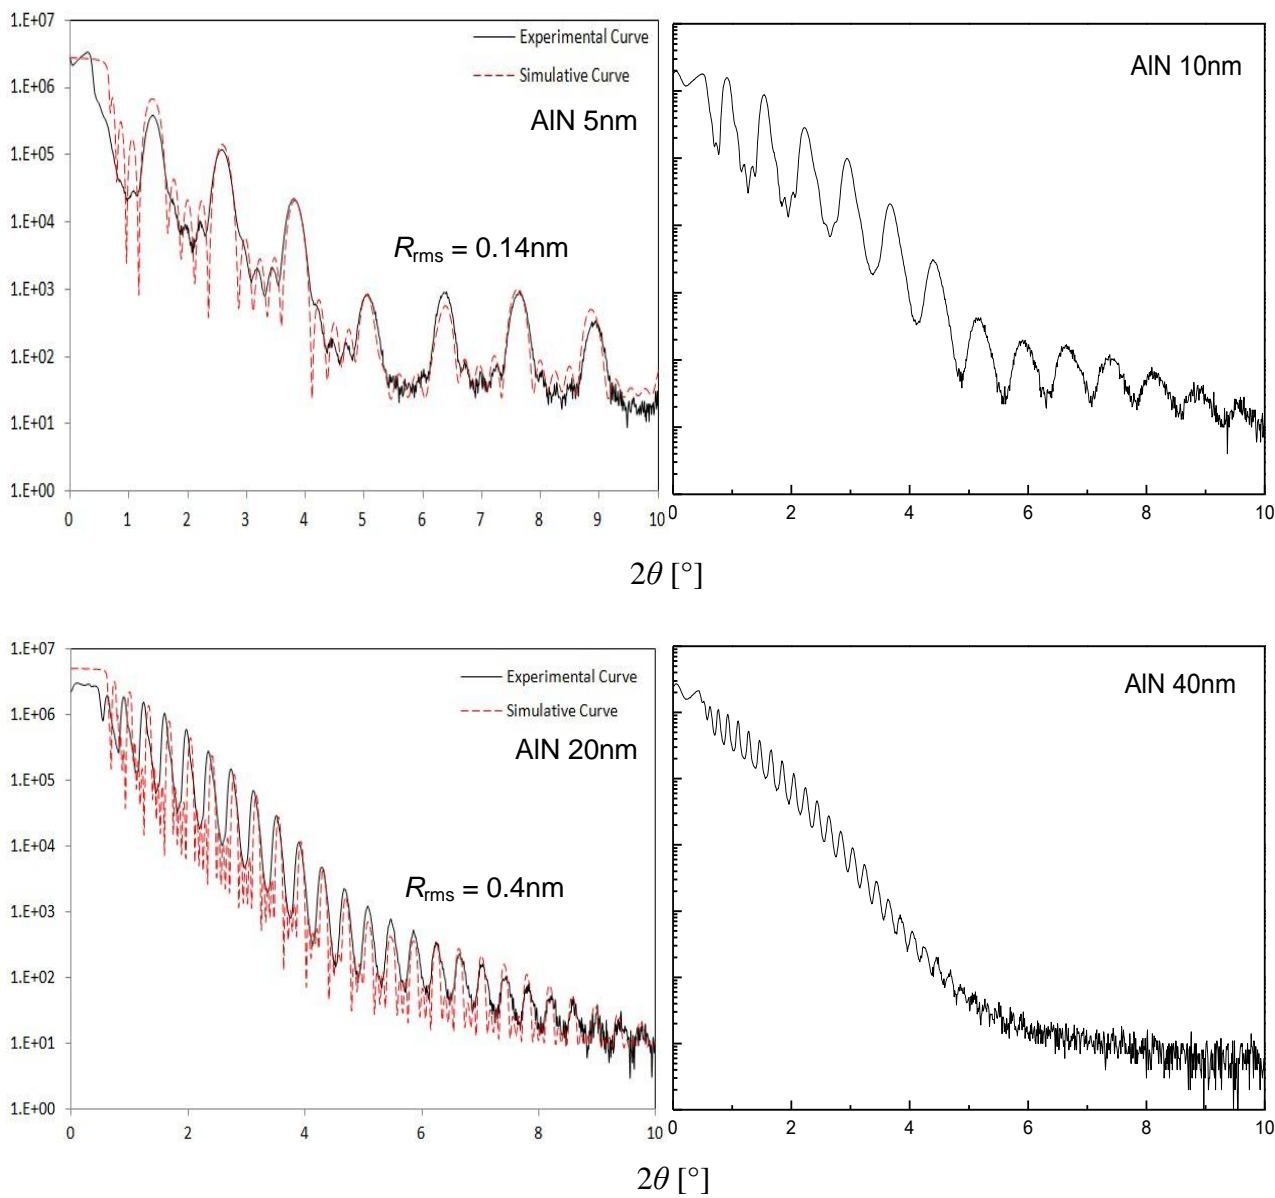 1.E+07
Experimental Curve
Simulative Curve
1.E+06
AlN 5nm
1.E+05
1.E+04
Rrms = 0.14nm
1.E+03
1.E+02
1.E+01
1.E+00
0 1 2 3 4 5 6 7 8 9 10
AlN 10nm
2 4 6 8 10
2θ [°]
1.E+07
Experimental Curve
Simulative Curve
1.E+06
AlN 20nm
1.E+05
1.E+04
Rrms = 0.4nm
1.E+03
1.E+02
1.E+01
1.E+00
0 2 4 6 8 10
AlN 40nm
2 4 6 8 10
2θ [°]